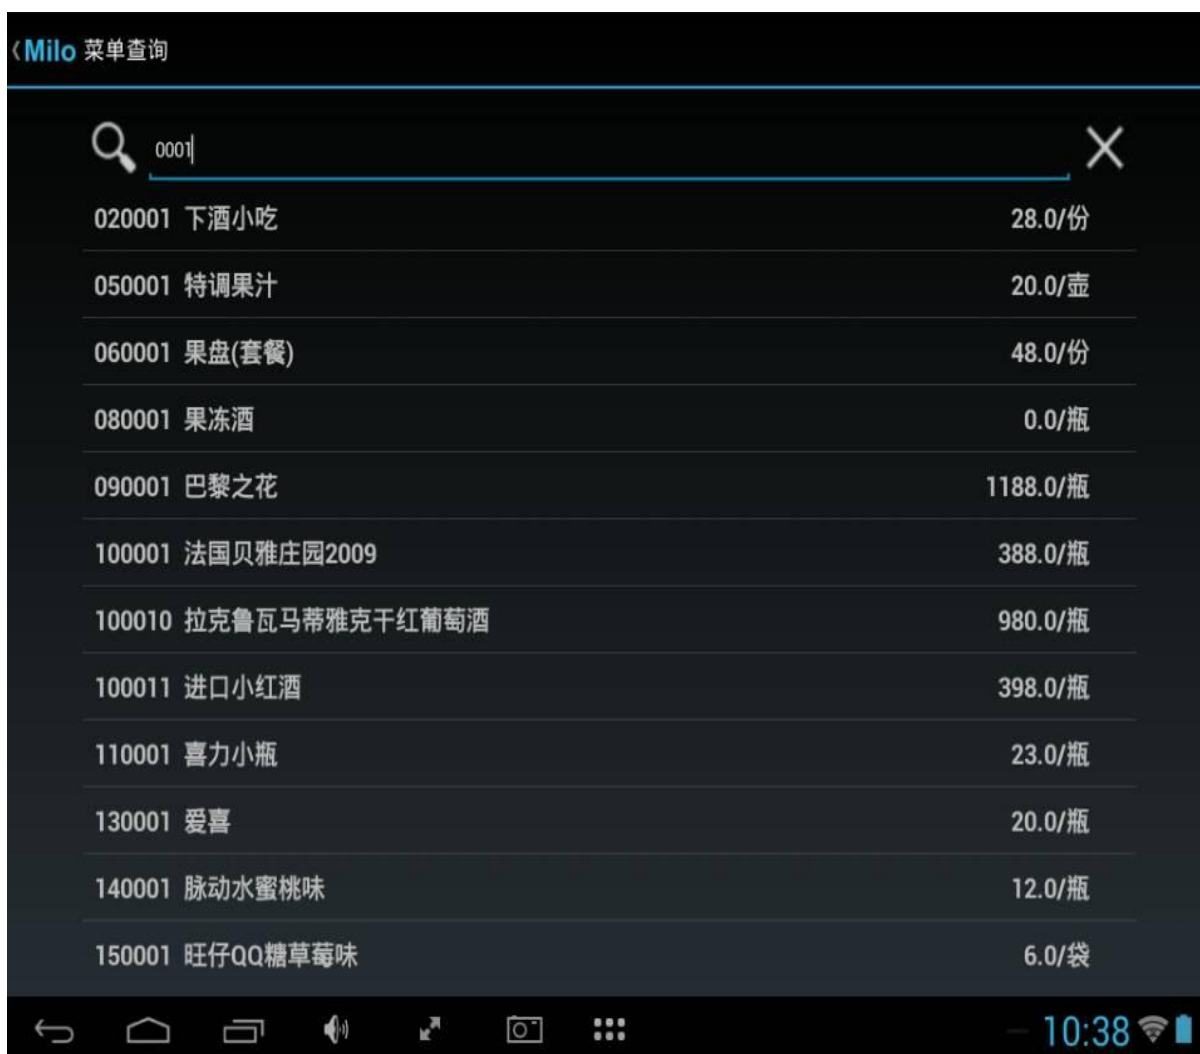 Milo 菜单查询
0001
020001 下酒小吃 28.0/份
050001 特调果汁 20.0/壶
060001 果盘(套餐) 48.0/份
080001 果冻酒 0.0/瓶
090001 巴黎之花 1188.0/瓶
100001 法国贝雅庄园2009 388.0/瓶
100010 拉克鲁瓦马蒂雅克干红葡萄酒 980.0/瓶
100011 进口小红酒 398.0/瓶
110001 喜力小瓶 23.0/瓶
130001 爱喜 20.0/瓶
140001 脉动水蜜桃味 12.0/瓶
150001 旺仔QQ糖草莓味 6.0/袋
10:38